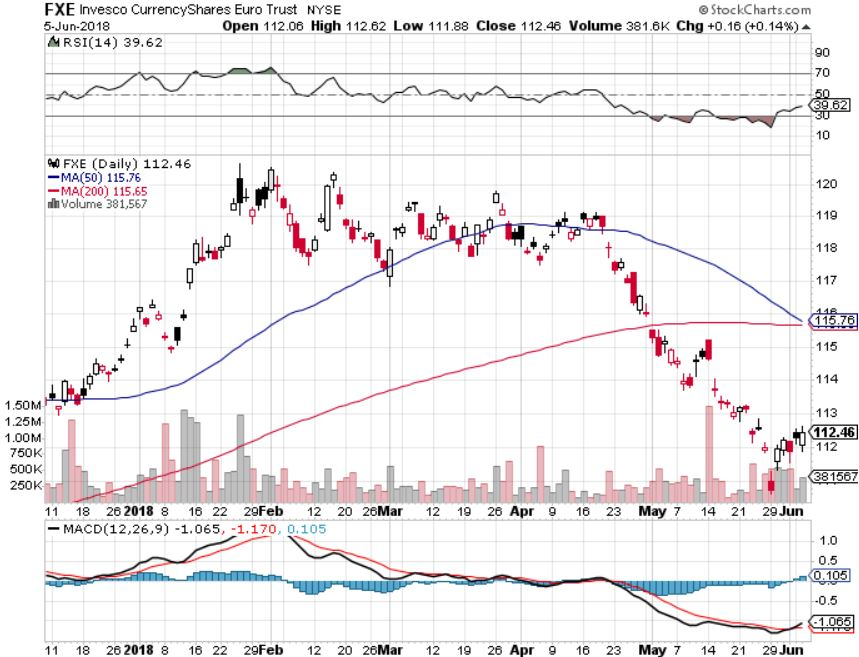 FXE Invesco CurrencyShares Euro Trust NYSE © StockCharts.com
5-Jun-2018 Open 112.06 High 112.62 Low 111.88 Close 112.46 Volume 381.6K Chg +0.16 (+0.14%)
RSI(14) 39.62
90
70
50
39.62
30
10
FXE (Daily) 112.46
MA(50) 115.76
MA(200) 115.65
Volume 381,567
120
119
118
117
116
115.76
115
114
113
112.46
112
381567
1.50M
1.25M
1.00M
750K
500K
250K
11 18 26 2018 8 16 22 29 Feb 12 20 26 Mar 12 19 26 Apr 9 16 23 May 7 14 21 29 Jun
MACD(12,26,9) -1.065, -1.170, 0.105
1.0
0.5
0.105
-0.5
-1.065
11 18 26 2018 8 16 22 29 Feb 12 20 26 Mar 12 19 26 Apr 9 16 23 May 7 14 21 29 Jun